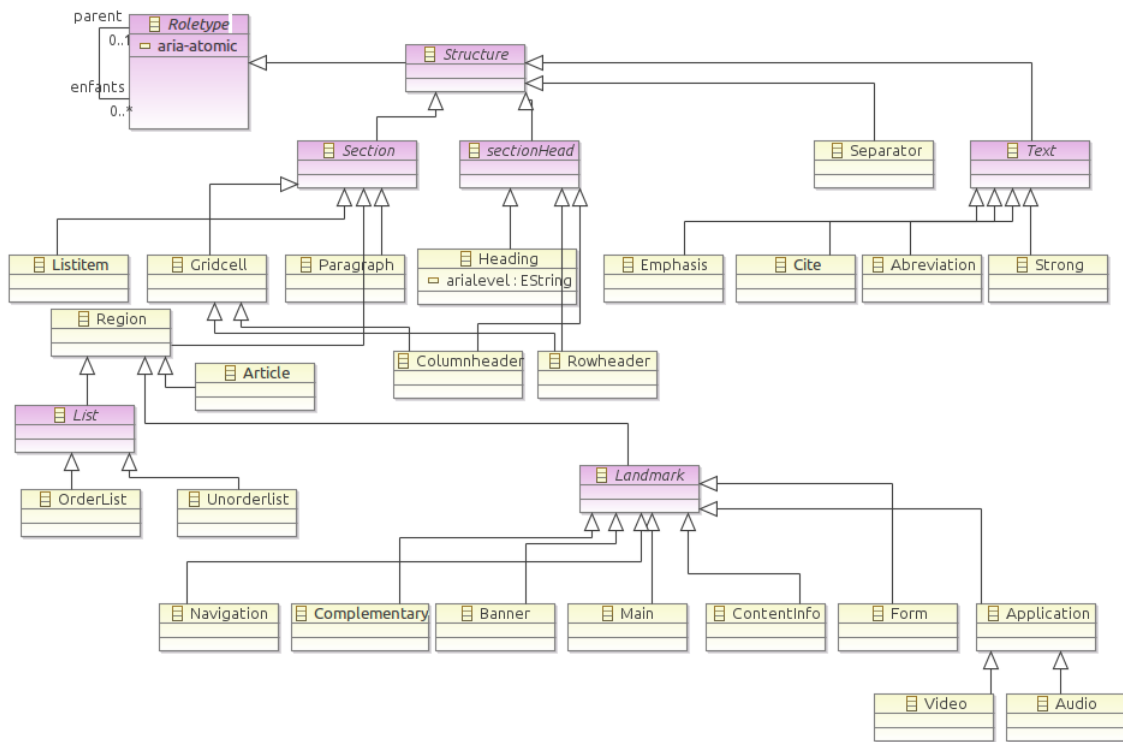 parent
Roletype
0..1
aria-atomic
enfants
0..*
Structure
Section
sectionHead
Separator
Text
Listitem
Gridcell
Paragraph
Heading
arialevel : EString
Emphasis
Cite
Abreviation
Strong
Region
Columnheader
Rowheader
Article
List
OrderList
Unorderlist
Landmark
Navigation
Complementary
Banner
Main
ContentInfo
Form
Application
Video
Audio